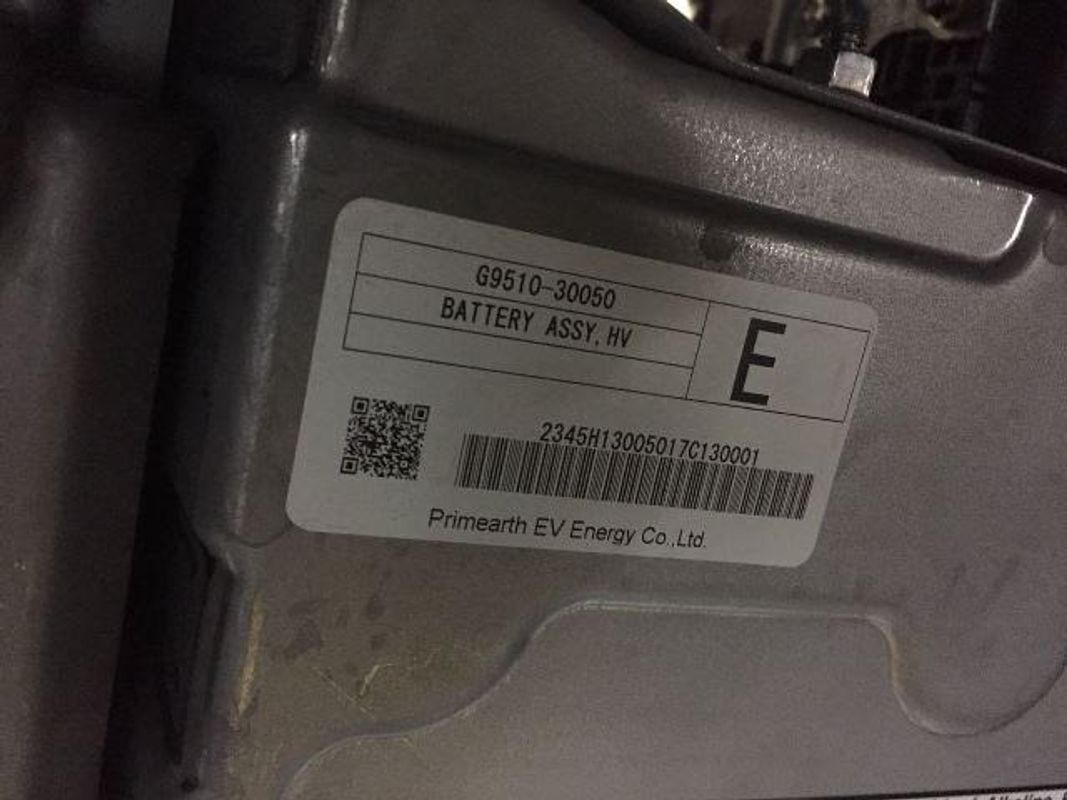 G9510-30050
BATTERY ASSY, HV
E
2345H13005017C130001
Primearth EV Energy Co.,Ltd.